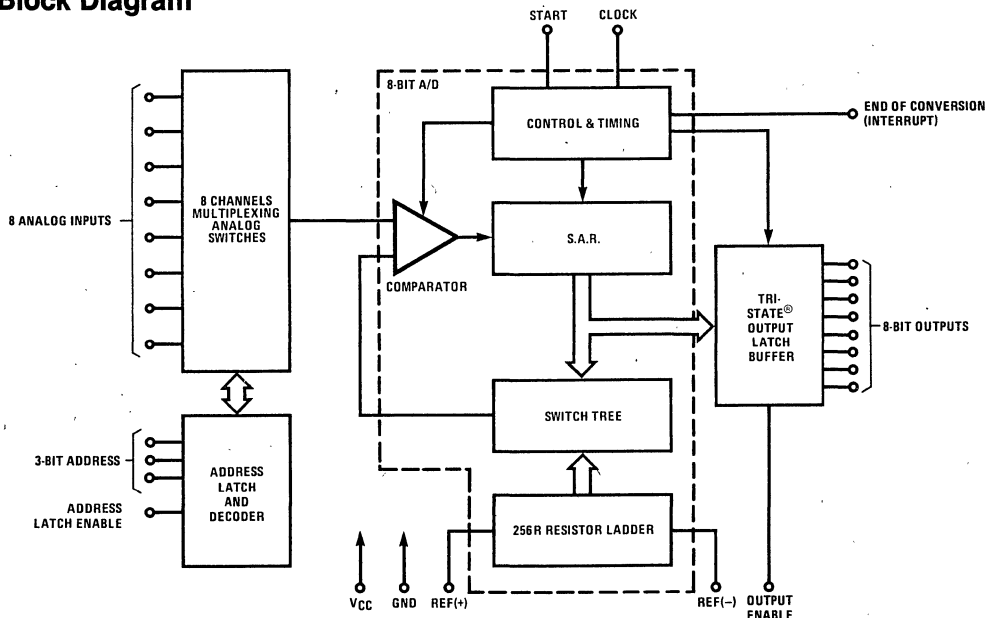 Block Diagram
START
CLOCK
8-BIT A/D
CONTROL & TIMING
END OF CONVERSION
(INTERRUPT)
8 ANALOG INPUTS
8 CHANNELS
MULTIPLEXING
ANALOG
SWITCHES
COMPARATOR
S.A.R.
TRI-
STATE®
OUTPUT
LATCH
BUFFER
8-BIT OUTPUTS
SWITCH TREE
3-BIT ADDRESS
ADDRESS
LATCH ENABLE
ADDRESS
LATCH
AND
DECODER
256R RESISTOR LADDER
VCC
GND
REF(+)
REF(−)
OUTPUT
ENABLE